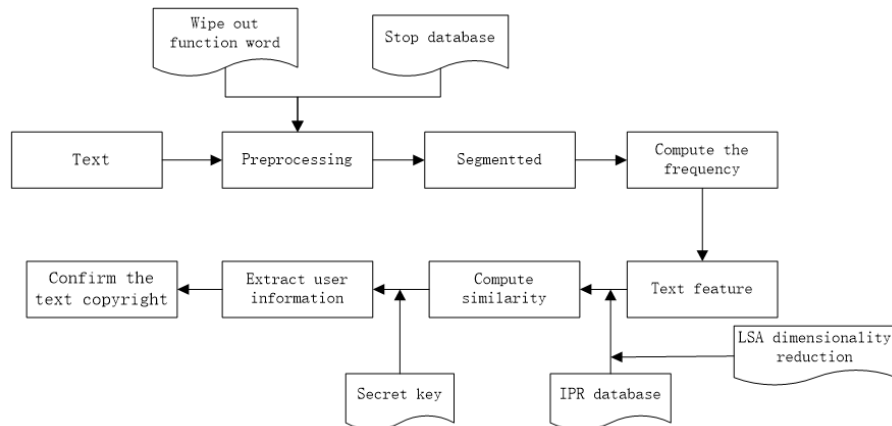 Wipe out
function word
Stop database
Text
Preprocessing
Segmentted
Compute the
frequency
Confirm the
text copyright
Extract user
information
Compute
similarity
Text feature
LSA dimensionality
reduction
Secret key
IPR database